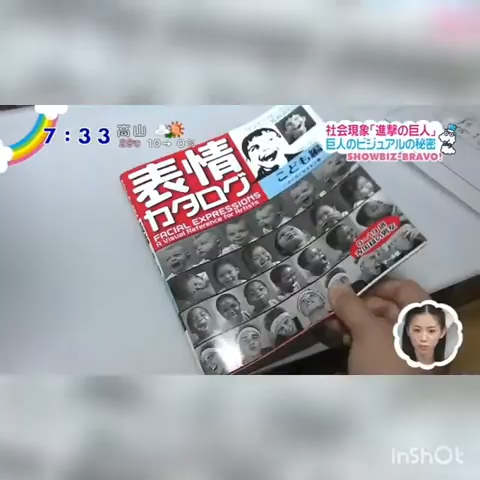 7:33
高山
10→0%
社会現象「進撃の巨人」
巨人のビジュアルの秘密
SHOWBIZ-BRAVO!
表情
カタログ
こども編
FACIAL EXPRESSIONS
A Visual Reference for Artists
InShOt